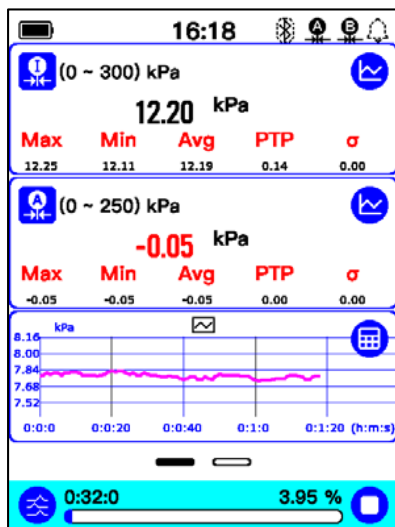 16:18 A B
I (0 ~ 300) kPa
12.20 kPa
Max Min Avg PTP σ
12.25 12.11 12.19 0.14 0.00
A (0 ~ 250) kPa
-0.05 kPa
Max Min Avg PTP σ
-0.05 -0.05 -0.05 0.00 0.00
kPa
8.16
8.00
7.84
7.68
7.52
0:0:0 0:0:20 0:0:40 0:1:0 0:1:20 (h:m:s)
0:32:0 3.95 %